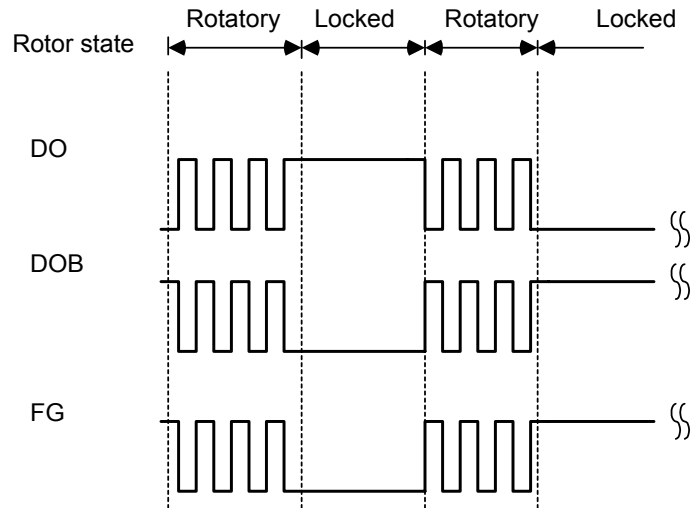 Rotatory Locked Rotatory Locked
Rotor state
DO
DOB
FG